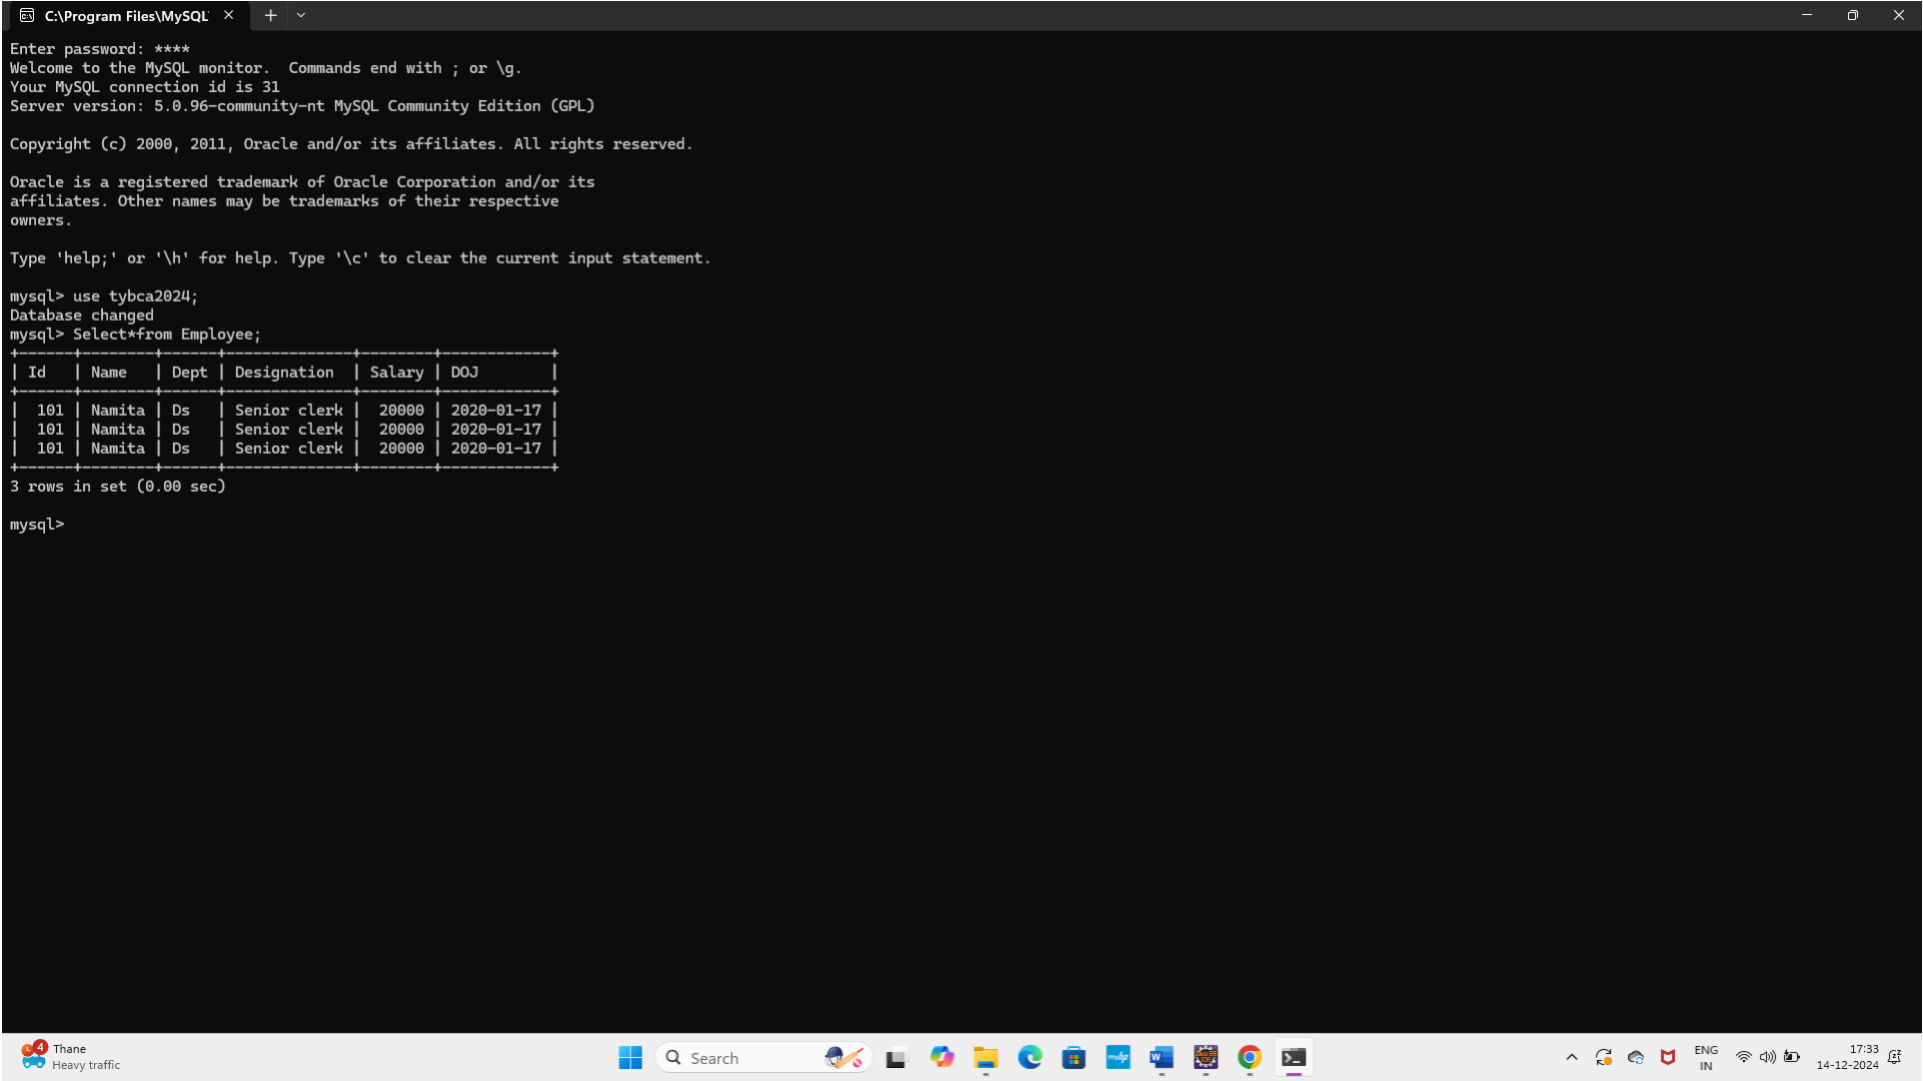 C:\Program Files\MySQL
Enter password: ****
Welcome to the MySQL monitor.  Commands end with ; or \g.
Your MySQL connection id is 31
Server version: 5.0.96-community-nt MySQL Community Edition (GPL)
Copyright (c) 2000, 2011, Oracle and/or its affiliates. All rights reserved.
Oracle is a registered trademark of Oracle Corporation and/or its
affiliates. Other names may be trademarks of their respective
owners.
Type 'help;' or '\h' for help. Type '\c' to clear the current input statement.
mysql> use tybca2024;
Database changed
mysql> Select*from Employee;
+------+--------+------+--------------+--------+------------+
| Id   | Name   | Dept | Designation  | Salary | DOJ        |
+------+--------+------+--------------+--------+------------+
|  101 | Namita | Ds   | Senior clerk |  20000 | 2020-01-17 |
|  101 | Namita | Ds   | Senior clerk |  20000 | 2020-01-17 |
|  101 | Namita | Ds   | Senior clerk |  20000 | 2020-01-17 |
+------+--------+------+--------------+--------+------------+
3 rows in set (0.00 sec)
mysql>
4
Thane
Heavy traffic
Search
ENG
IN
17:33
14-12-2024